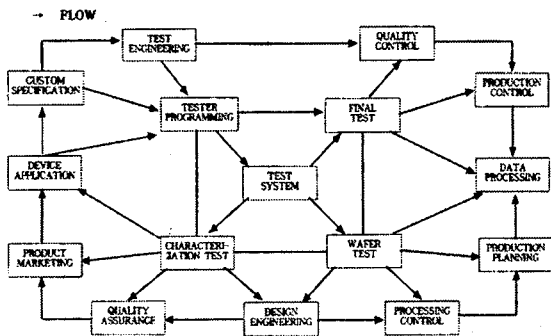 → FLOW
TEST
ENGINEERING
QUALITY
CONTROL
CUSTOM
SPECIFICATION
PRODUCTION
CONTROL
TESTER
PROGRAMMING
FINAL
TEST
DEVICE
APPLICATION
TEST
SYSTEM
DATA
PROCESSING
PRODUCT
MARKETING
CHARACTERI-
ZATION TEST
WAFER
TEST
PRODUCTION
PLANNING
QUALITY
ASSURANCE
DESIGN
ENGINEERING
PROCESSING
CONTROL